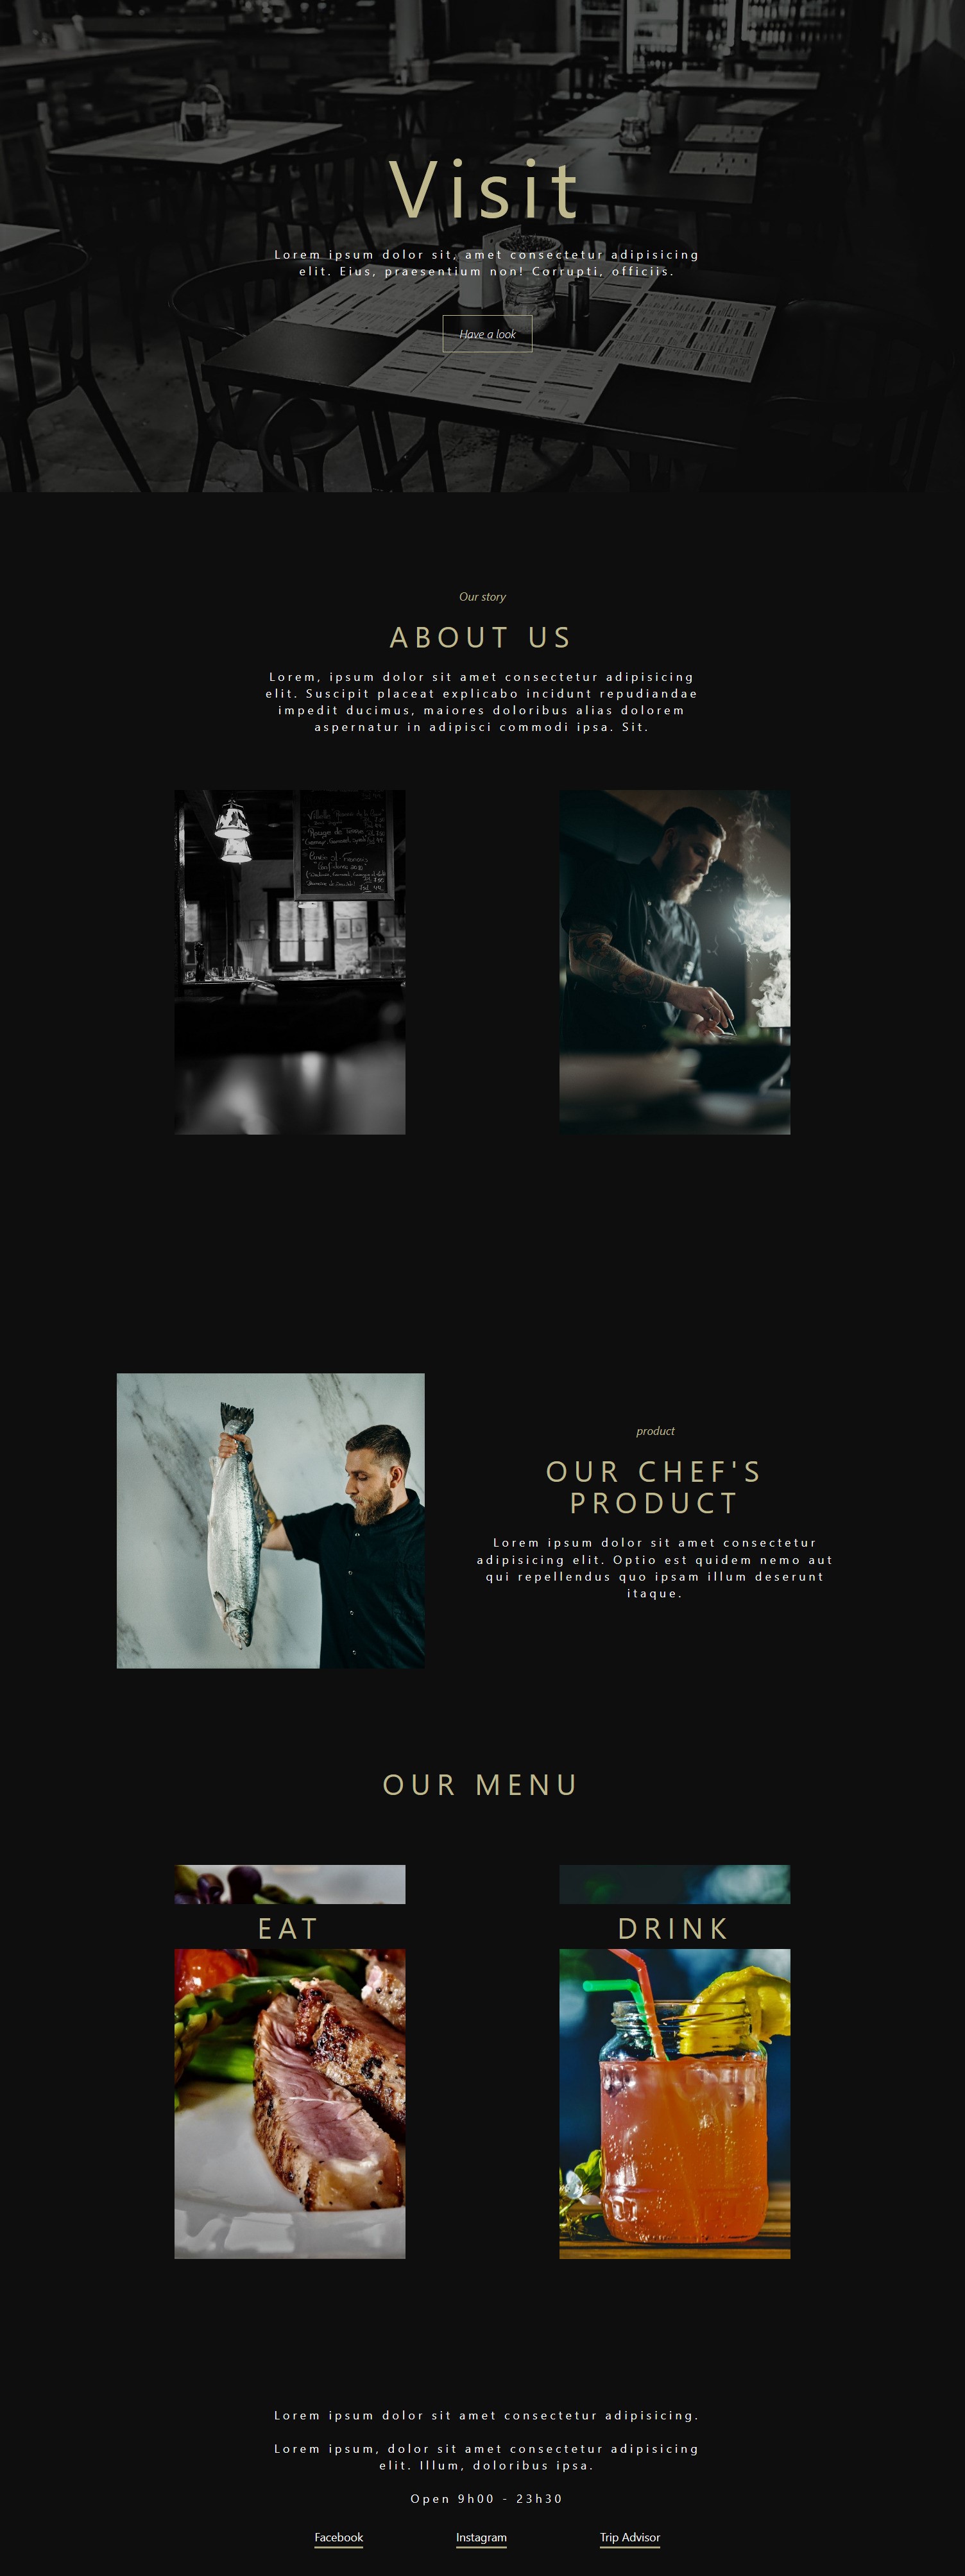 Visit
Lorem ipsum dolor sit, amet consectetur adipisicing
elit. Eius, praesentium non! Corrupti, officiis.
Have a look
Our story
ABOUT US
Lorem, ipsum dolor sit amet consectetur adipisicing
elit. Suscipit placeat explicabo incidunt repudiandae
impedit ducimus, maiores doloribus alias dolorem
aspernatur in adipisci commodi ipsa. Sit.
product
OUR CHEF'S
PRODUCT
Lorem ipsum dolor sit amet consectetur
adipisicing elit. Optio est quidem nemo aut
qui repellendus quo ipsam illum deserunt
itaque.
OUR MENU
EAT
DRINK
Lorem ipsum dolor sit amet consectetur adipisicing.
Lorem ipsum, dolor sit amet consectetur adipisicing
elit. Illum, doloribus ipsa.
Open 9h00 - 23h30
Facebook
Instagram
Trip Advisor